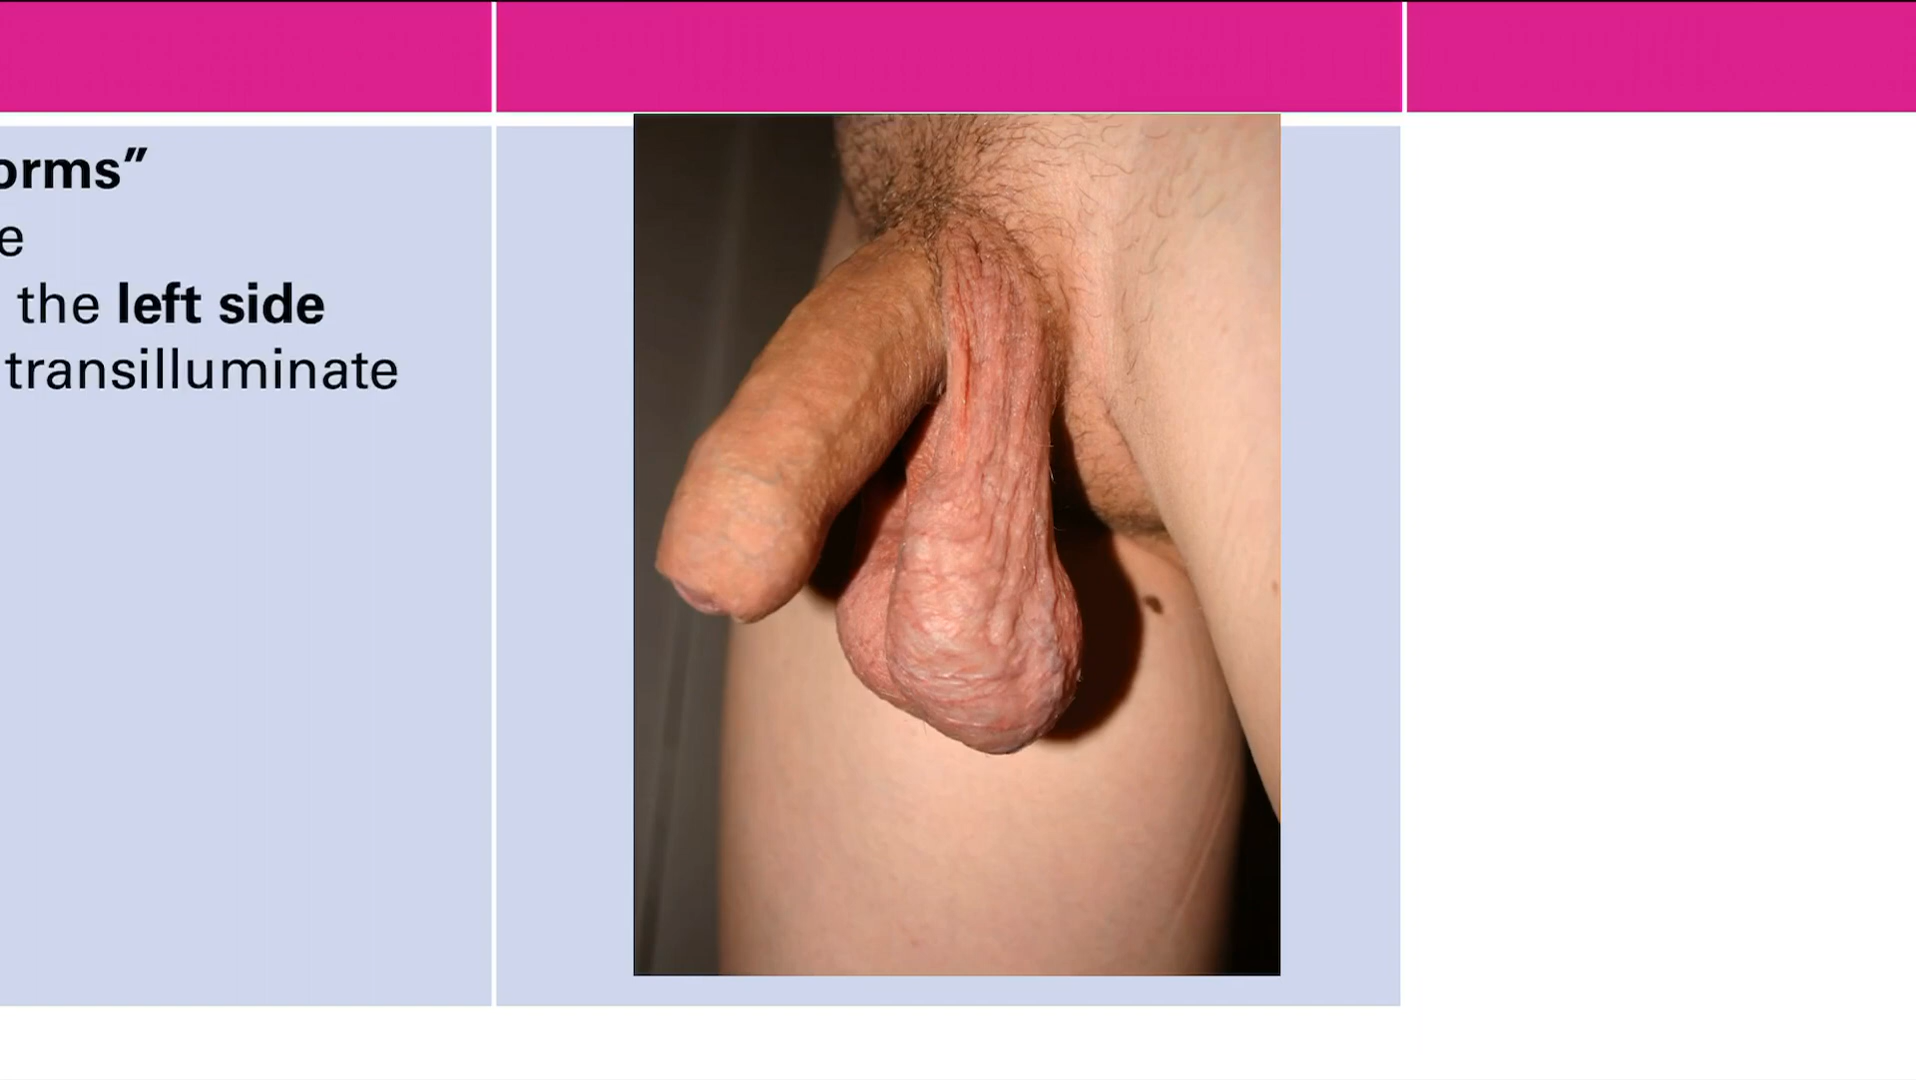 orms”
e
the left side
transilluminate